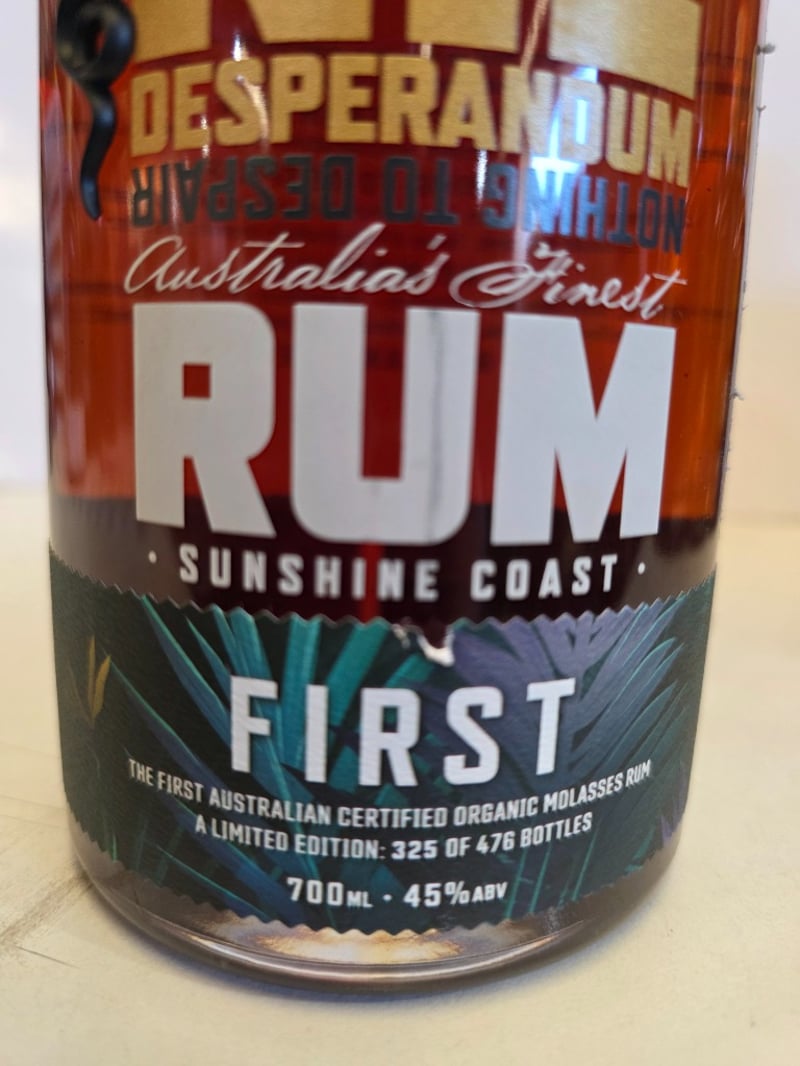 DESPERANDUM
NOTHING TO DESPAIR
Australia's Finest
RUM
· SUNSHINE COAST ·
FIRST
THE FIRST AUSTRALIAN CERTIFIED ORGANIC MOLASSES RUM
A LIMITED EDITION: 325 OF 476 BOTTLES
700ML · 45%ABV